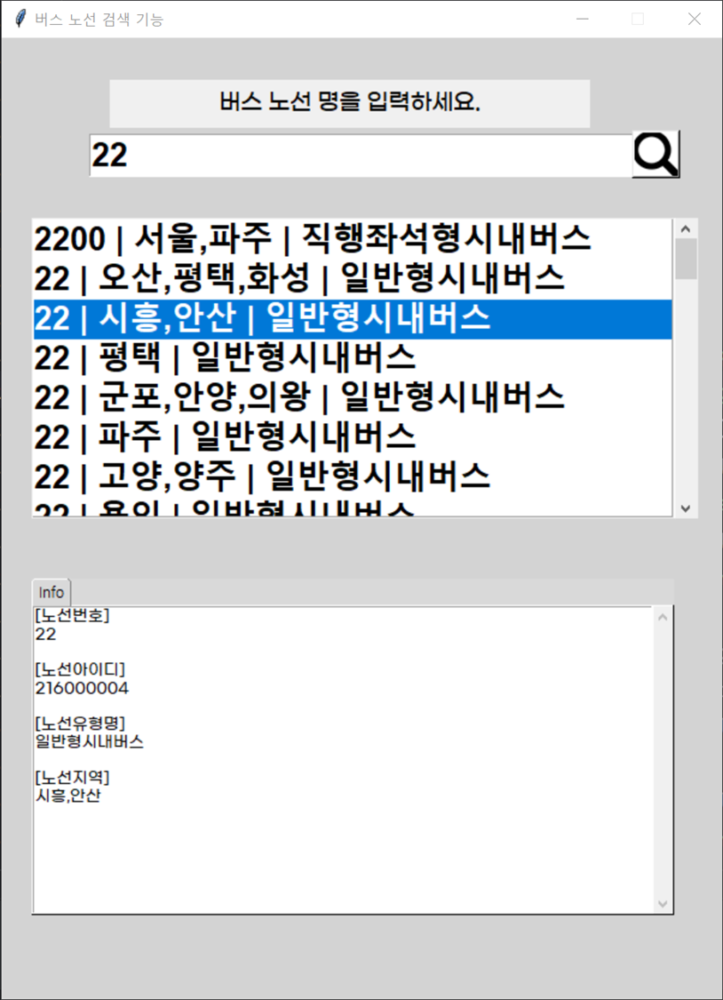 버스 노선 검색 기능
버스 노선 명을 입력하세요.
22
2200 | 서울,파주 | 직행좌석형시내버스
22 | 오산,평택,화성 | 일반형시내버스
22 | 시흥,안산 | 일반형시내버스
22 | 평택 | 일반형시내버스
22 | 군포,안양,의왕 | 일반형시내버스
22 | 파주 | 일반형시내버스
22 | 고양,양주 | 일반형시내버스
22 | 용인 | 일반형시내버스
Info
[노선번호]
22
[노선아이디]
216000004
[노선유형명]
일반형시내버스
[노선지역]
시흥,안산